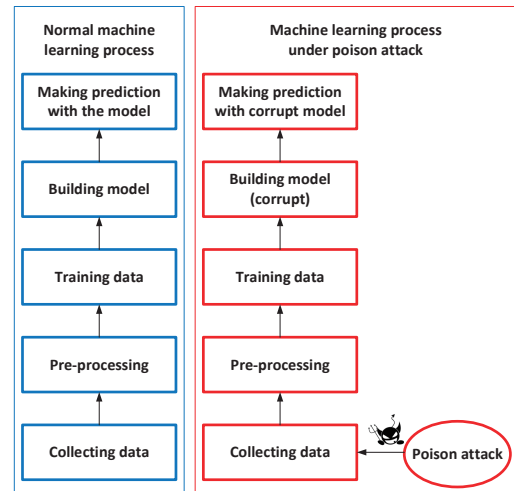 Normal machine
learning process
Making prediction
with the model
Building model
Training data
Pre-processing
Collecting data
Machine learning process
under poison attack
Making prediction
with corrupt model
Building model
(corrupt)
Training data
Pre-processing
Collecting data
Poison attack